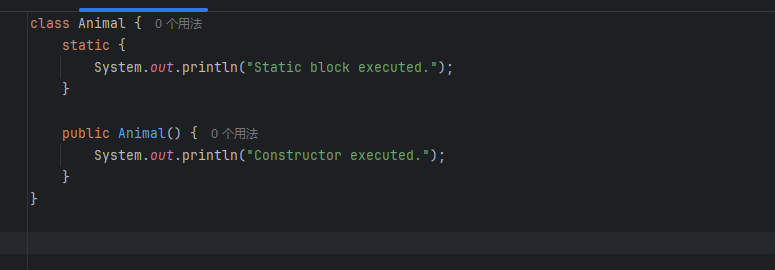 class Animal {  0 个用法
    static {
        System.out.println("Static block executed.");
    }

    public Animal() {  0 个用法
        System.out.println("Constructor executed.");
    }
}